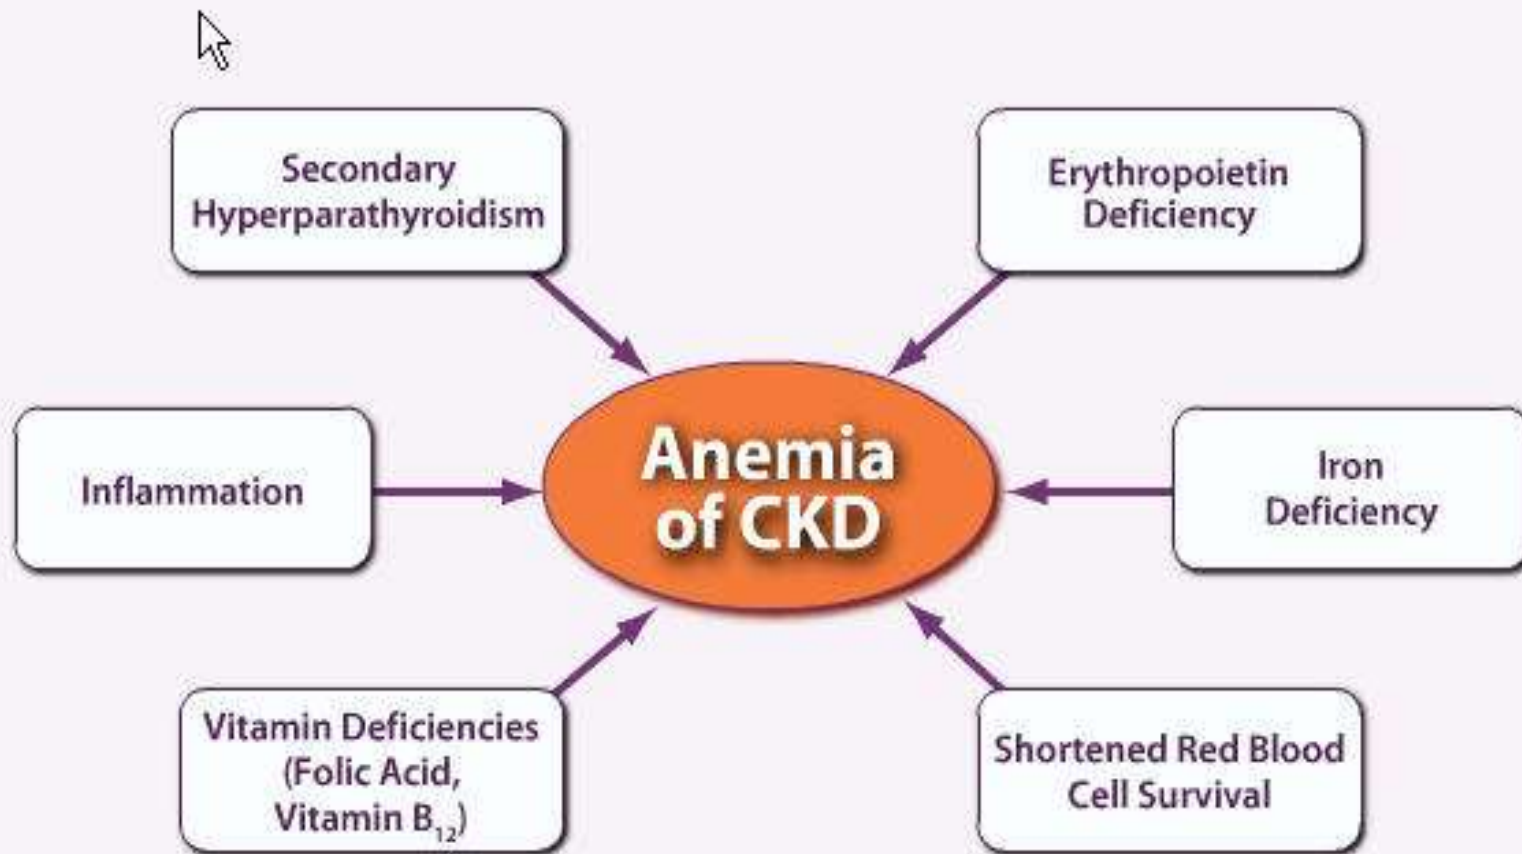 Secondary
Hyperparathyroidism
Erythropoietin
Deficiency
Inflammation
Anemia
of CKD
Iron
Deficiency
Vitamin Deficiencies
(Folic Acid,
Vitamin B₁₂)
Shortened Red Blood
Cell Survival